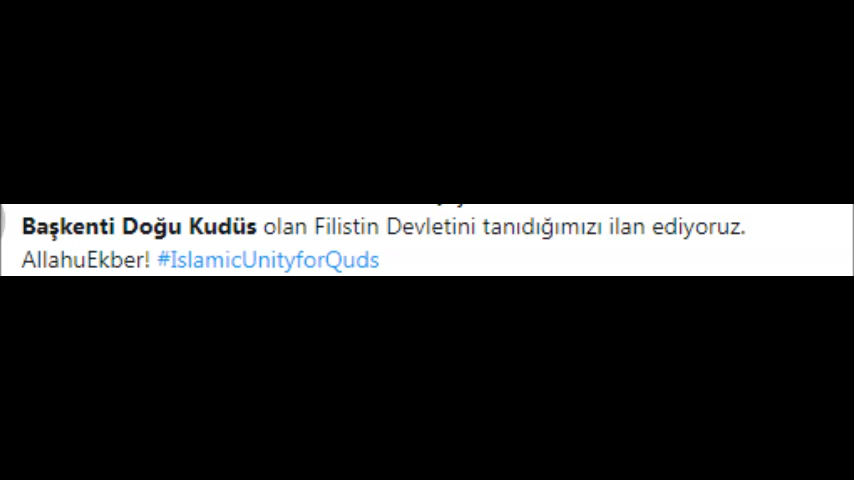 Başkenti Doğu Kudüs olan Filistin Devletini tanıdığımızı ilan ediyoruz.
AllahuEkber! #IslamicUnityforQuds